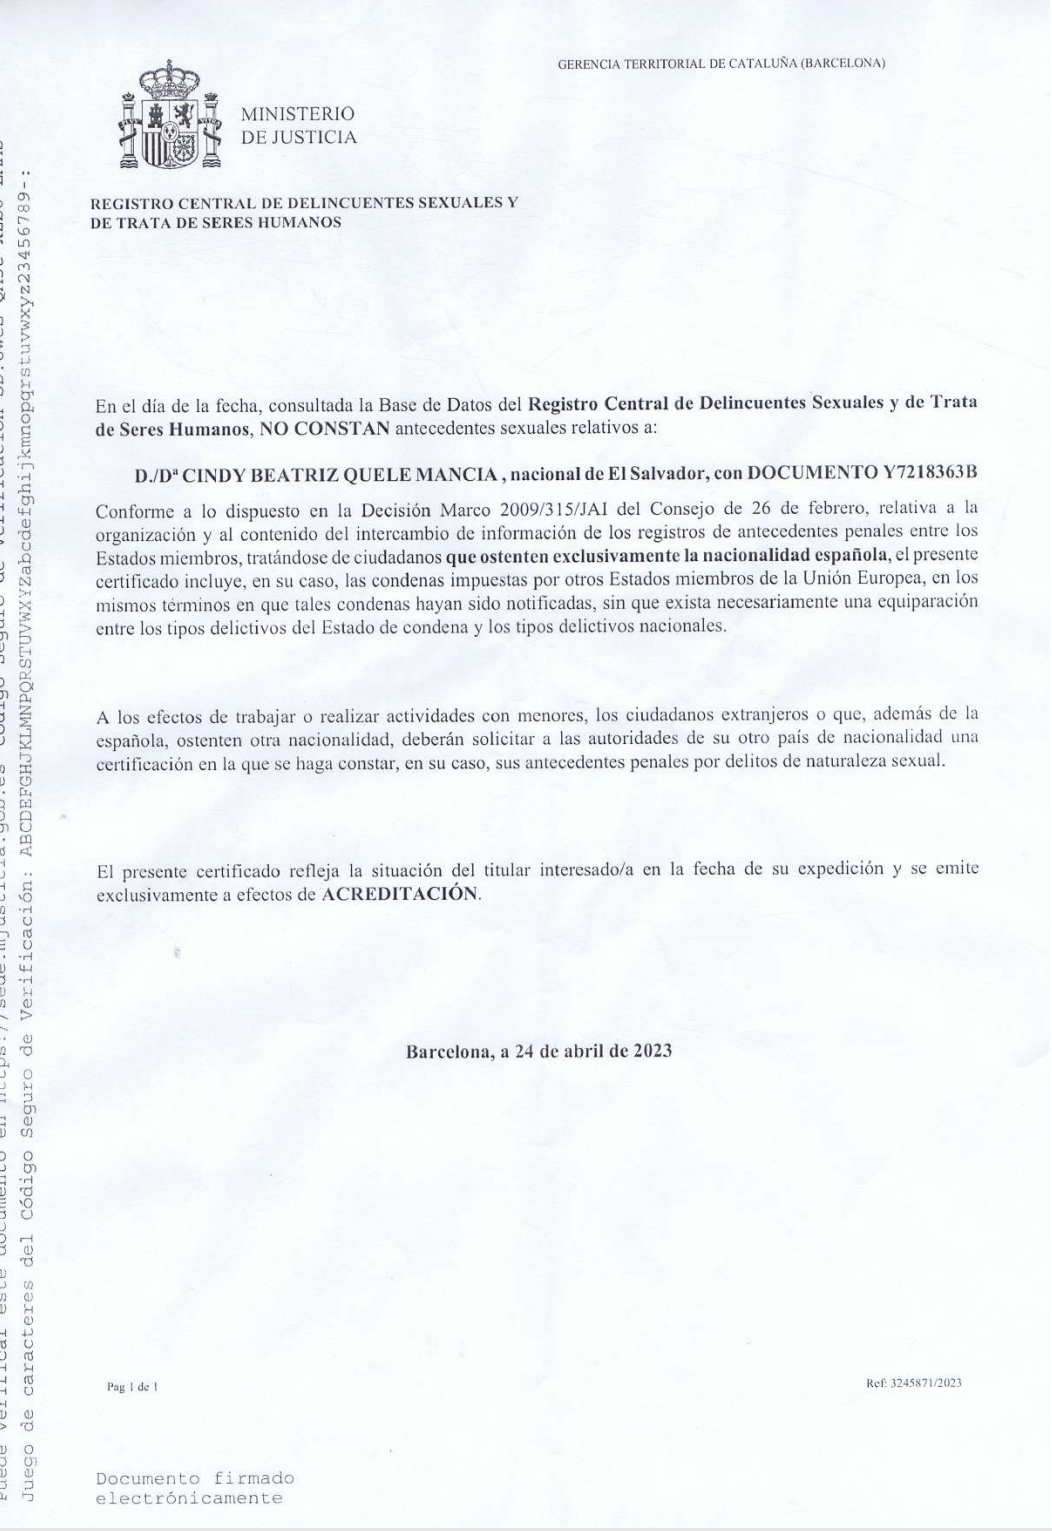 GERENCIA TERRITORIAL DE CATALUÑA (BARCELONA)
MINISTERIO
DE JUSTICIA
REGISTRO CENTRAL DE DELINCUENTES SEXUALES Y
DE TRATA DE SERES HUMANOS
En el día de la fecha, consultada la Base de Datos del Registro Central de Delincuentes Sexuales y de Trata
de Seres Humanos, NO CONSTAN antecedentes sexuales relativos a:
D./Dª CINDY BEATRIZ QUELE MANCIA , nacional de El Salvador, con DOCUMENTO Y7218363B
Conforme a lo dispuesto en la Decisión Marco 2009/315/JAI del Consejo de 26 de febrero, relativa a la
organización y al contenido del intercambio de información de los registros de antecedentes penales entre los
Estados miembros, tratándose de ciudadanos que ostenten exclusivamente la nacionalidad española, el presente
certificado incluye, en su caso, las condenas impuestas por otros Estados miembros de la Unión Europea, en los
mismos términos en que tales condenas hayan sido notificadas, sin que exista necesariamente una equiparación
entre los tipos delictivos del Estado de condena y los tipos delictivos nacionales.
A los efectos de trabajar o realizar actividades con menores, los ciudadanos extranjeros o que, además de la
española, ostenten otra nacionalidad, deberán solicitar a las autoridades de su otro país de nacionalidad una
certificación en la que se haga constar, en su caso, sus antecedentes penales por delitos de naturaleza sexual.
El presente certificado refleja la situación del titular interesado/a en la fecha de su expedición y se emite
exclusivamente a efectos de ACREDITACIÓN.
Barcelona, a 24 de abril de 2023
Pag 1 de 1
Ref: 3245871/2023
Documento firmado
electrónicamente
Puede verificar este documento en https://sede.mjusticia.gob.es Código Seguro de Verificación
Juego de caracteres del Código Seguro de Verificación: ABCDEFGHJKLMNPQRSTUVWXYZabcdefghijkmnopqrstuvwxyz23456789-: